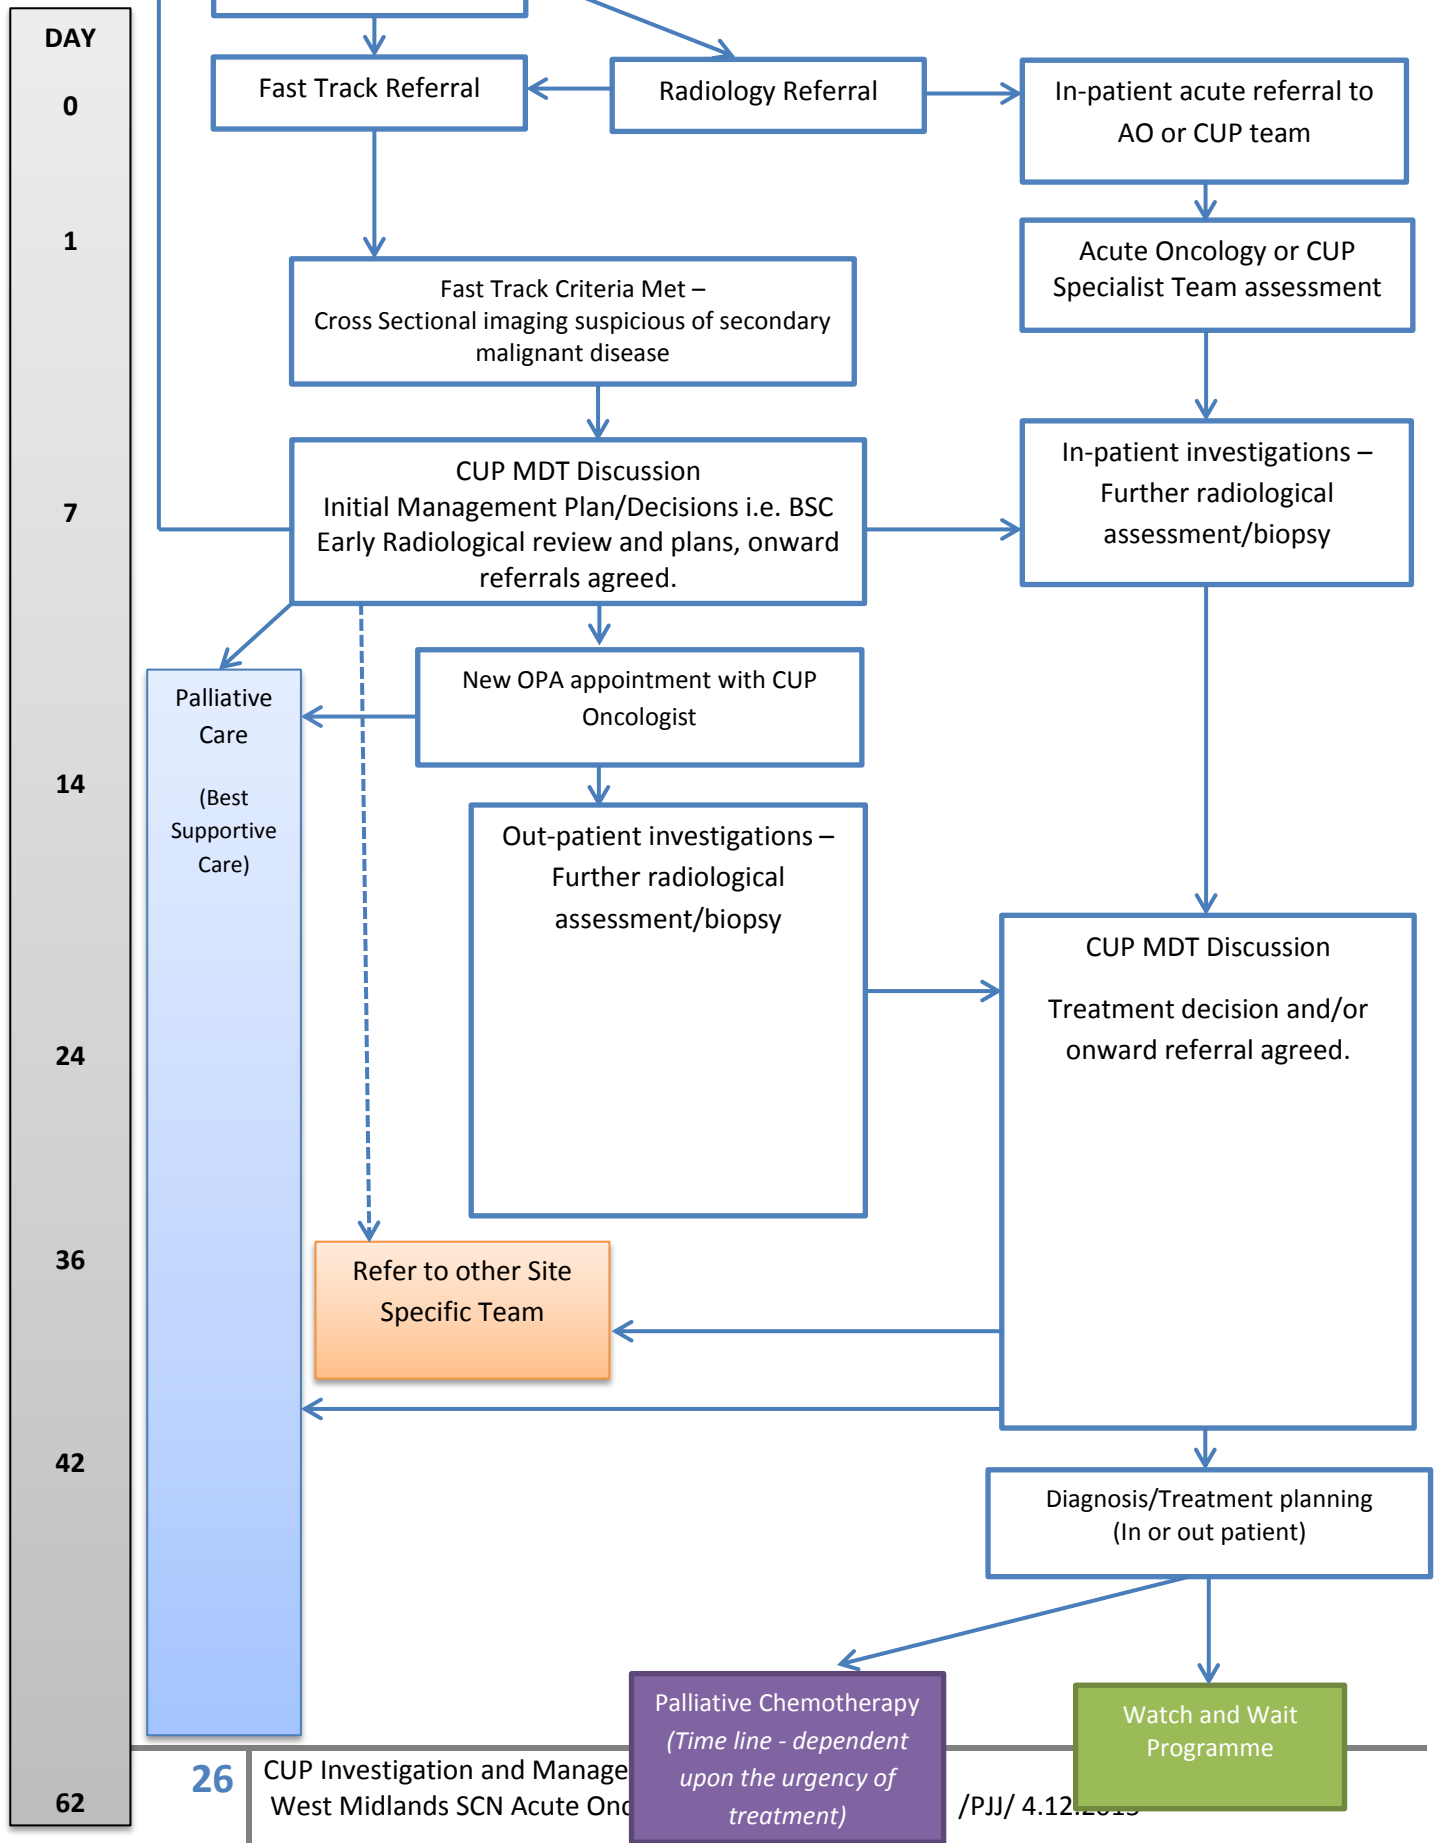 DAY
0
1
7
14
24
36
42
62
Fast Track Referral
Radiology Referral
In-patient acute referral to
AO or CUP team
Acute Oncology or CUP
Specialist Team assessment
Fast Track Criteria Met –
Cross Sectional imaging suspicious of secondary
malignant disease
CUP MDT Discussion
Initial Management Plan/Decisions i.e. BSC
Early Radiological review and plans, onward
referrals agreed.
In-patient investigations –
Further radiological
assessment/biopsy
Palliative
Care
(Best
Supportive
Care)
New OPA appointment with CUP
Oncologist
Out-patient investigations –
Further radiological
assessment/biopsy
CUP MDT Discussion
Treatment decision and/or
onward referral agreed.
Refer to other Site
Specific Team
Diagnosis/Treatment planning
(In or out patient)
Palliative Chemotherapy
(Time line - dependent
upon the urgency of
treatment)
Watch and Wait
Programme
26
CUP Investigation and
West Midlands SCN Acute
/PJJ/ 4.12.